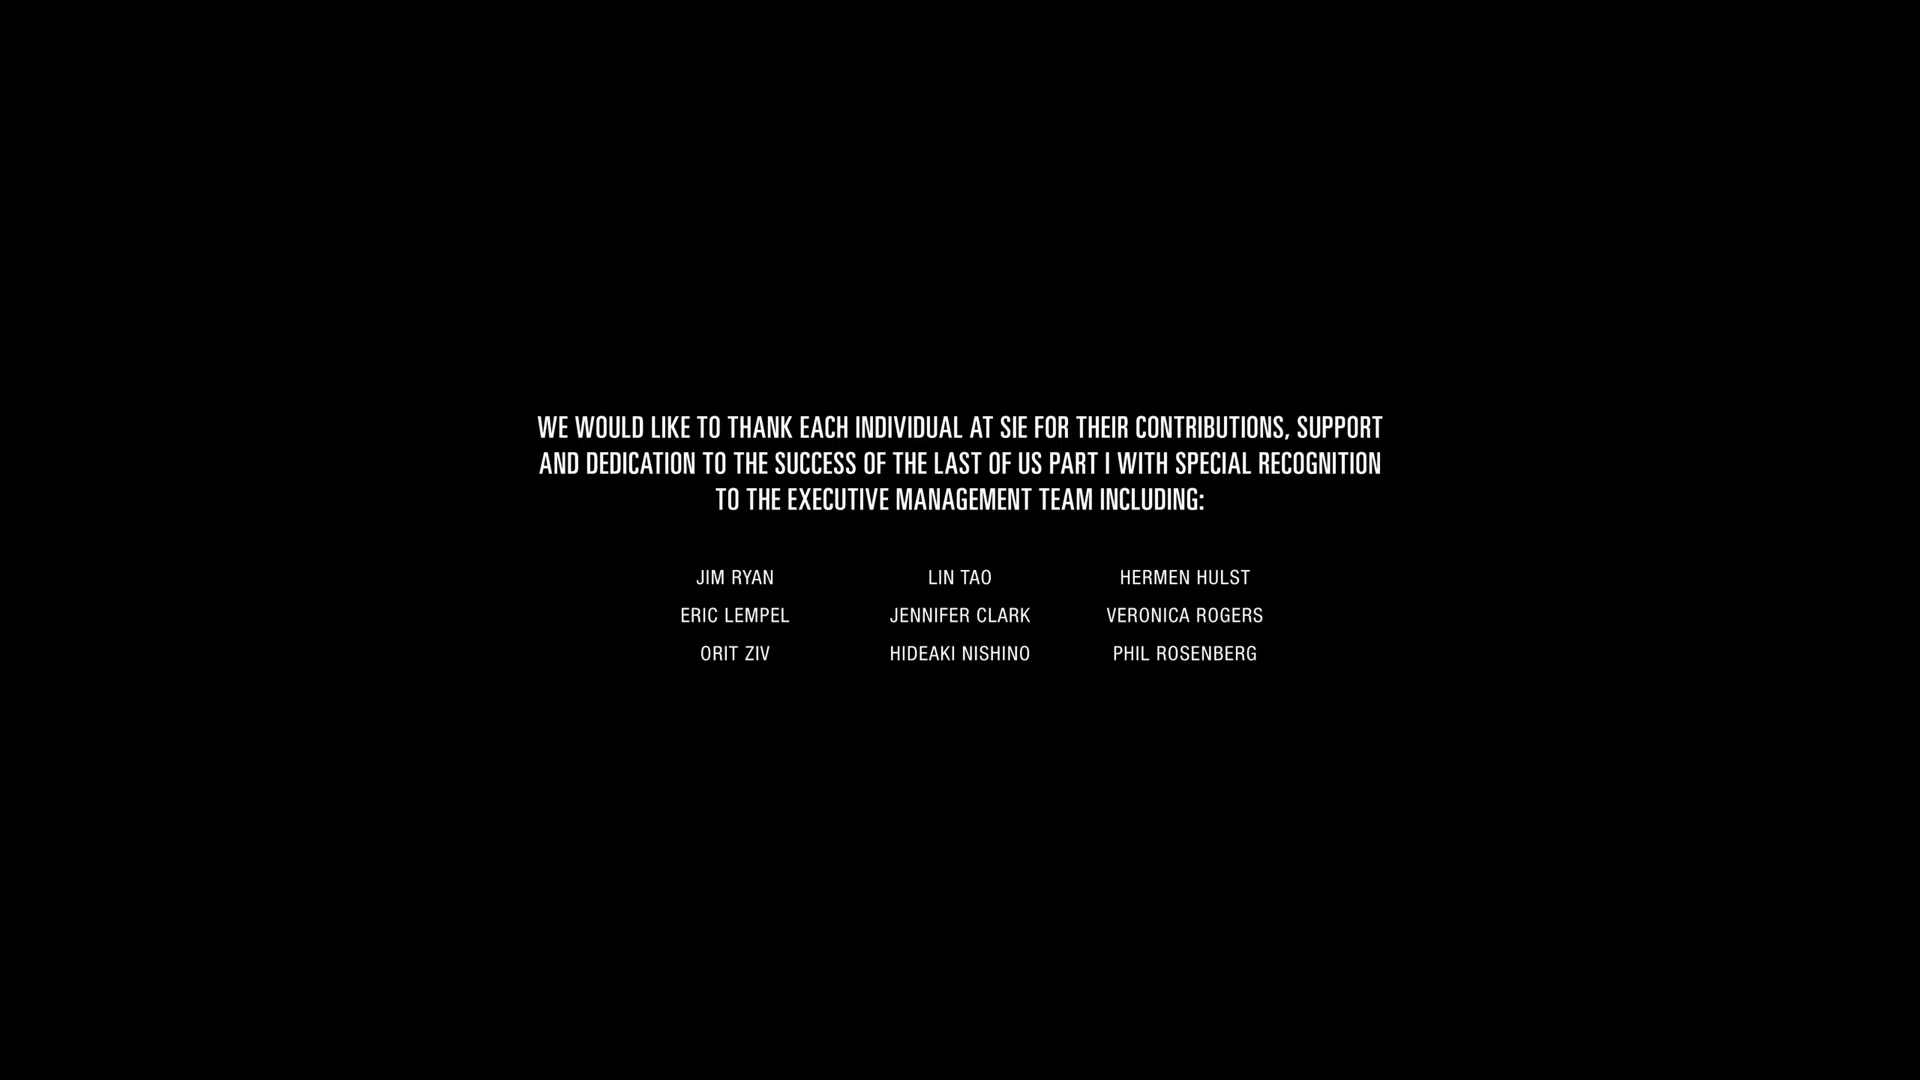 WE WOULD LIKE TO THANK EACH INDIVIDUAL AT SIE FOR THEIR CONTRIBUTIONS, SUPPORT
AND DEDICATION TO THE SUCCESS OF THE LAST OF US PART I WITH SPECIAL RECOGNITION
TO THE EXECUTIVE MANAGEMENT TEAM INCLUDING:
JIM RYAN LIN TAO HERMEN HULST
ERIC LEMPEL JENNIFER CLARK VERONICA ROGERS
ORIT ZIV HIDEAKI NISHINO PHIL ROSENBERG